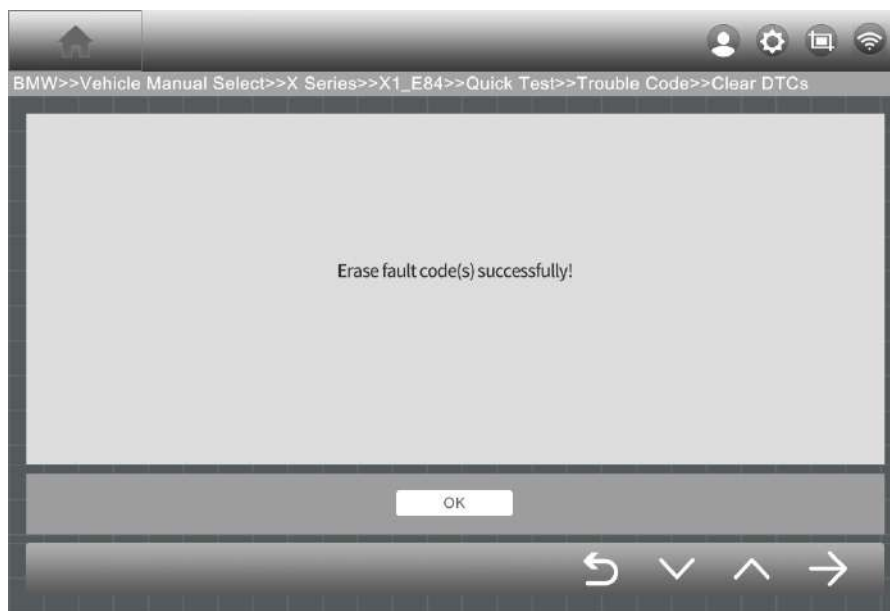 BMW>>Vehicle Manual Select>>X Series>>X1_E84>>Quick Test>>Trouble Code>>Clear DTCs
Erase fault code(s) successfully!
OK